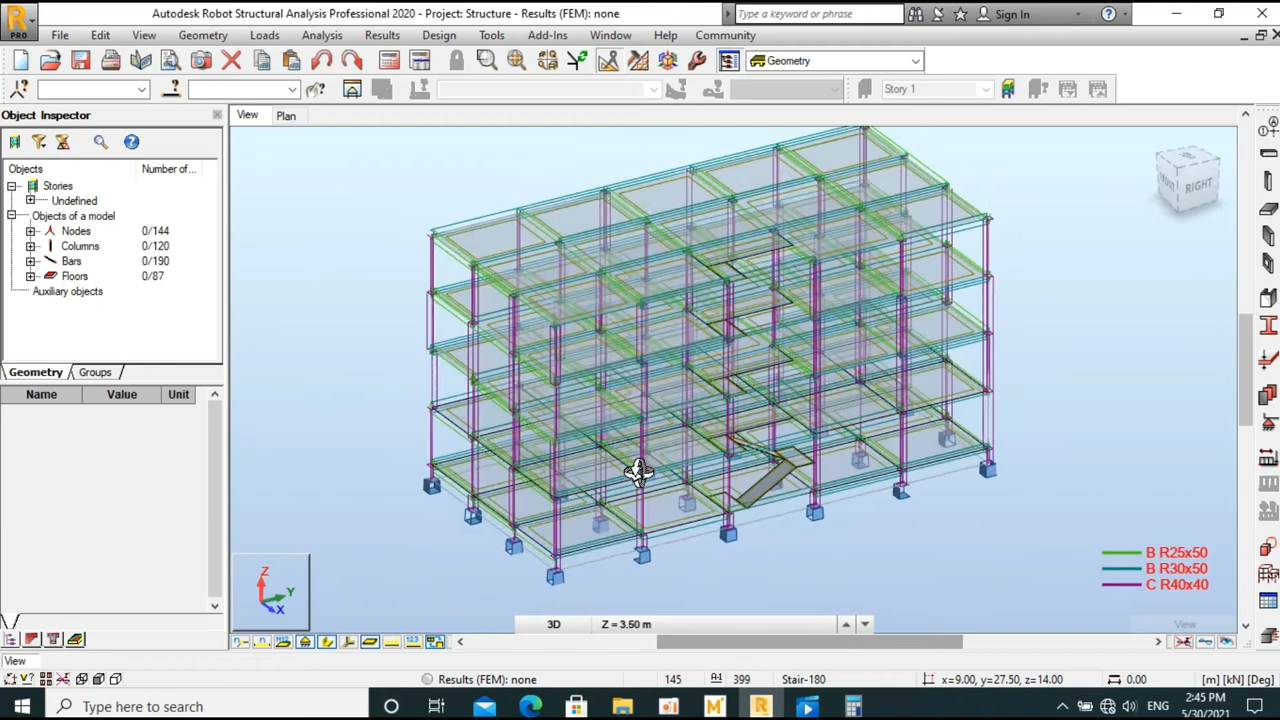 Autodesk Robot Structural Analysis Professional 2020 - Project: Structure - Results (FEM): none
Type a keyword or phrase
Sign In
PRO
File Edit View Geometry Loads Analysis Results Design Tools Add-Ins Window Help Community
Geometry
Story 1
Object Inspector
View Plan
Objects Number of...
Stories
Undefined
Objects of a model
Nodes 0/144
Columns 0/120
Bars 0/190
Floors 0/87
Auxiliary objects
Geometry Groups
Name Value Unit
RIGHT
B R25x50
B R30x50
C R40x40
Z
Y
X
3D Z = 3.50 m
View
View
Results (FEM): none 145 399 Stair-180 x=9.00, y=27.50, z=14.00 0.00 [m] [kN] [Deg]
Type here to search
ENG
2:45 PM
5/30/2021